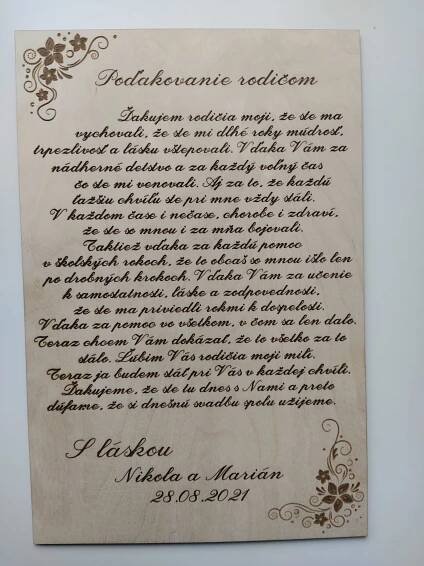 Poďakovanie rodičom
Ďakujem rodičia moji, že ste ma
vychovali, že ste mi dlhé roky múdrosť,
trpezlivosť a lásku všlepovali. Vďaka Vám za
nádherné detstvo a za každý voľný čas
čo ste mi venovali. Aj za to, že každú
ťažšiu chvíľu ste pri mne vždy stáli.
V každom čase i nečase, chorobe i zdraví,
že ste so mnou i za mňa bojovali.
Taktiež vďaka za každú pomoc
v školských rokoch, že to občas so mnou išlo len
po drobných krokoch. Vďaka Vám za učenie
k samostatnosti, láske a zodpovednosti,
že ste ma priviedli rokmi k dospelosti.
Vďaka za pomoc vo všetkom, v čom sa len dalo.
Teraz chcem Vám dokázať, že to všetko za to
stálo. Ľúbim Vás rodičia moji milí.
Teraz ja budem stáť pri Vás v každej chvíli.
Ďakujeme, že ste tu dnes s Nami a preto
dúfame, že si dnešnú svadbu spolu užijeme.
S láskou
Nikola a Marián
28.08.2021